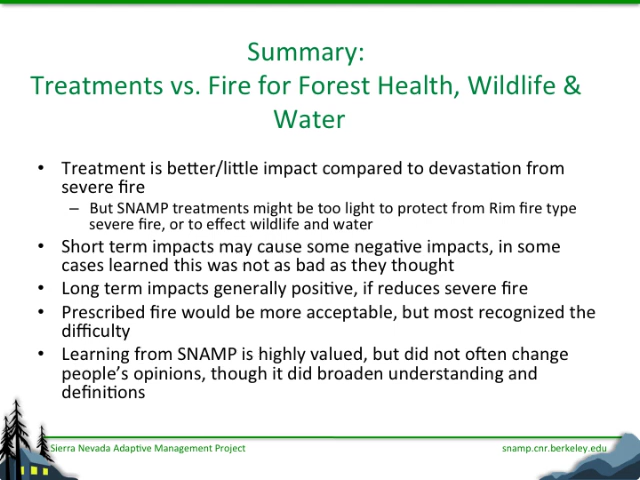 Summary:
Treatments vs. Fire for Forest Health, Wildlife &
Water
• Treatment is better/little impact compared to devastation from
severe fire
– But SNAMP treatments might be too light to protect from Rim fire type
severe fire, or to effect wildlife and water
• Short term impacts may cause some negative impacts, in some
cases learned this was not as bad as they thought
• Long term impacts generally positive, if reduces severe fire
• Prescribed fire would be more acceptable, but most recognized the
difficulty
• Learning from SNAMP is highly valued, but did not often change
people's opinions, though it did broaden understanding and
definitions
Sierra Nevada Adaptive Management Project
snamp.cnr.berkeley.edu